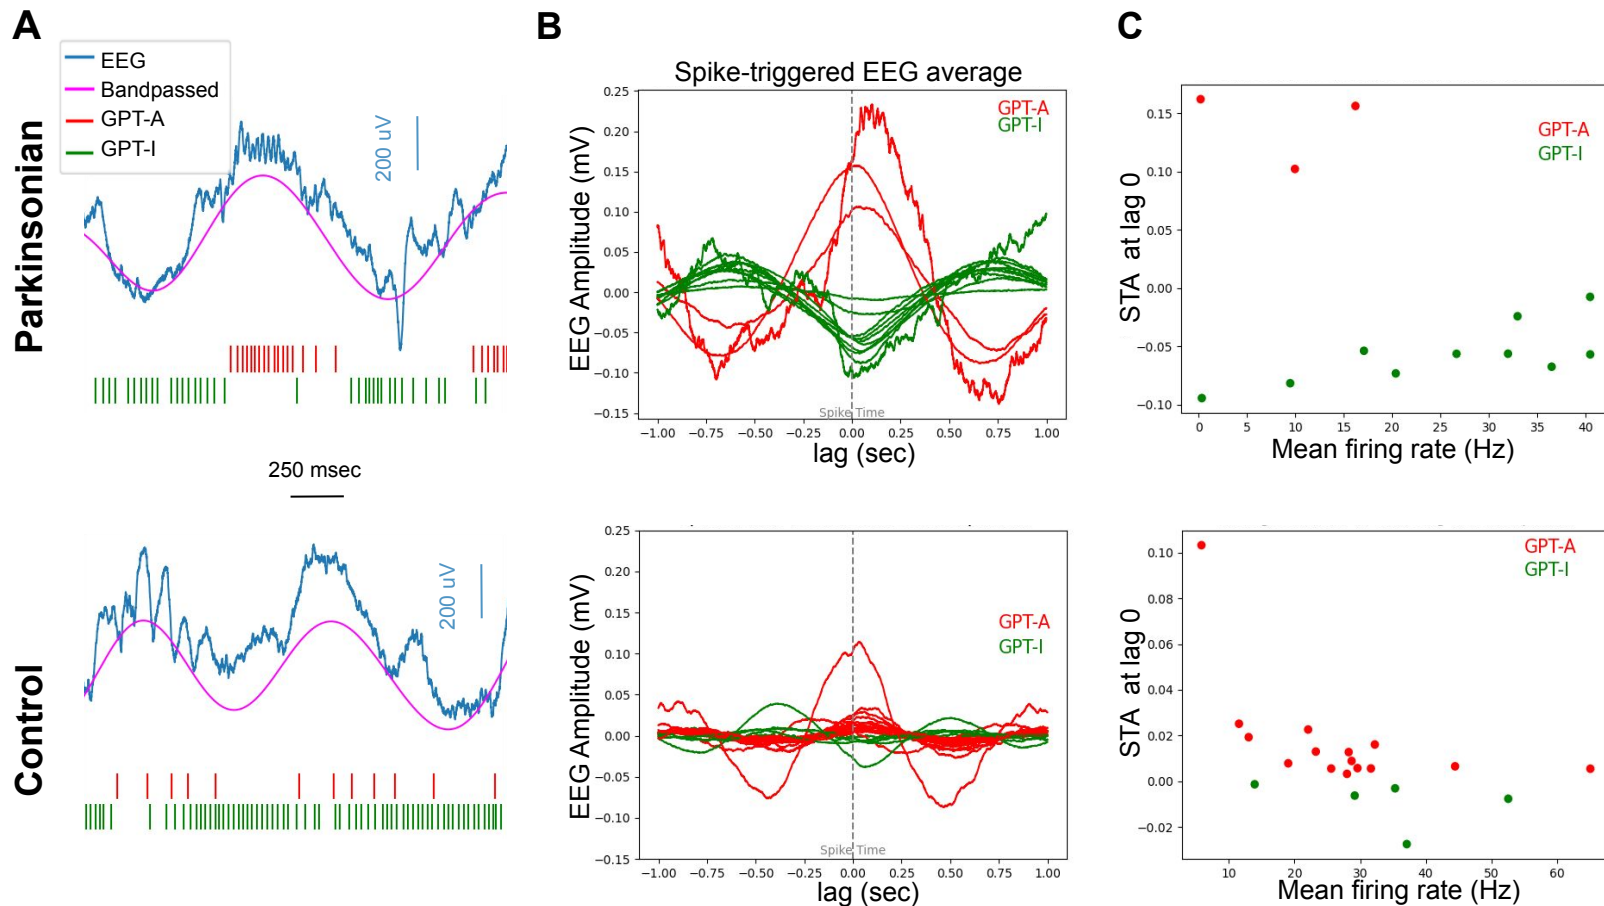 A
EEG
Bandpassed
GPT-A
GPT-I
200 uV
Parkinsonian
B
Spike-triggered EEG average
0.25
0.20
0.15
0.10
0.05
0.00
−0.05
−0.10
−0.15
EEG Amplitude (mV)
GPT-A
GPT-I
Spike Time
−1.00 −0.75 −0.50 −0.25 0.00 0.25 0.50 0.75 1.00
lag (sec)
C
0.15
0.10
0.05
0.00
−0.05
−0.10
STA at lag 0
GPT-A
GPT-I
0 5 10 15 20 25 30 35 40
Mean firing rate (Hz)
250 msec
200 uV
Control
0.25
0.20
0.15
0.10
0.05
0.00
−0.05
−0.10
−0.15
EEG Amplitude (mV)
GPT-A
GPT-I
Spike Time
−1.00 −0.75 −0.50 −0.25 0.00 0.25 0.50 0.75 1.00
lag (sec)
0.10
0.08
0.06
0.04
0.02
0.00
−0.02
STA at lag 0
GPT-A
GPT-I
10 20 30 40 50 60
Mean firing rate (Hz)